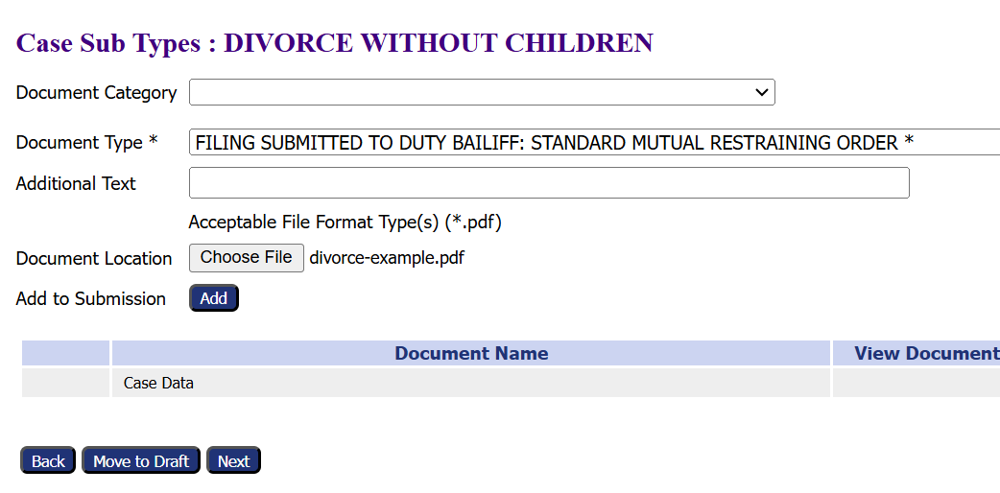 Case Sub Types : DIVORCE WITHOUT CHILDREN
Document Category
Document Type * FILING SUBMITTED TO DUTY BAILIFF: STANDARD MUTUAL RESTRAINING ORDER *
Additional Text
Acceptable File Format Type(s) (*.pdf)
Document Location Choose File divorce-example.pdf
Add to Submission Add
Document Name View Document
Case Data
Back Move to Draft Next